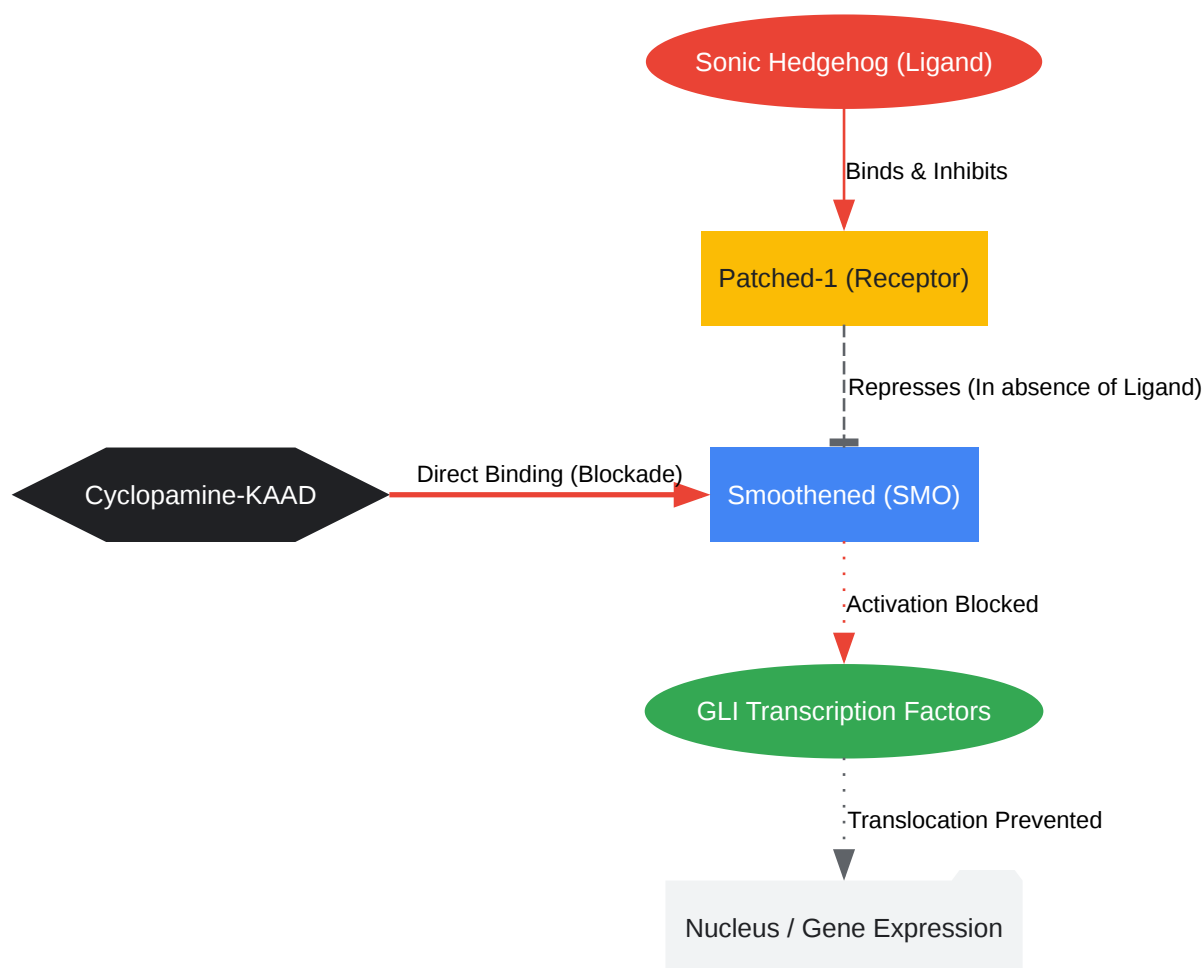 Sonic Hedgehog (Ligand)
Binds & Inhibits
Patched-1 (Receptor)
Repressses (In absence of Ligand)
Direct Binding (Blockade)
Cyclopamine-KAAD
Smoothened (SMO)
Activation Blocked
GLI Transcription Factors
Translocation Prevented
Nucleus / Gene Expression